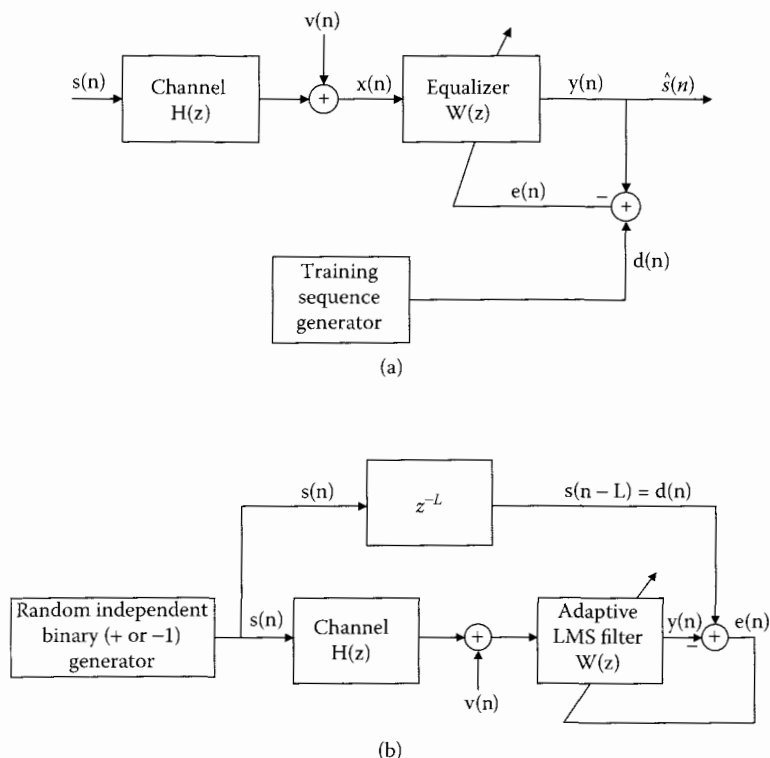 v(n)
s(n)
Channel
H(z)
+
x(n)
Equalizer
W(z)
y(n)
ŝ(n)
e(n)
−
+
d(n)
Training
sequence
generator
(a)
s(n)
z⁻ᴸ
s(n − L) = d(n)
Random independent
binary (+ or −1)
generator
s(n)
Channel
H(z)
+
v(n)
Adaptive
LMS filter
W(z)
y(n)
−
+
e(n)
(b)